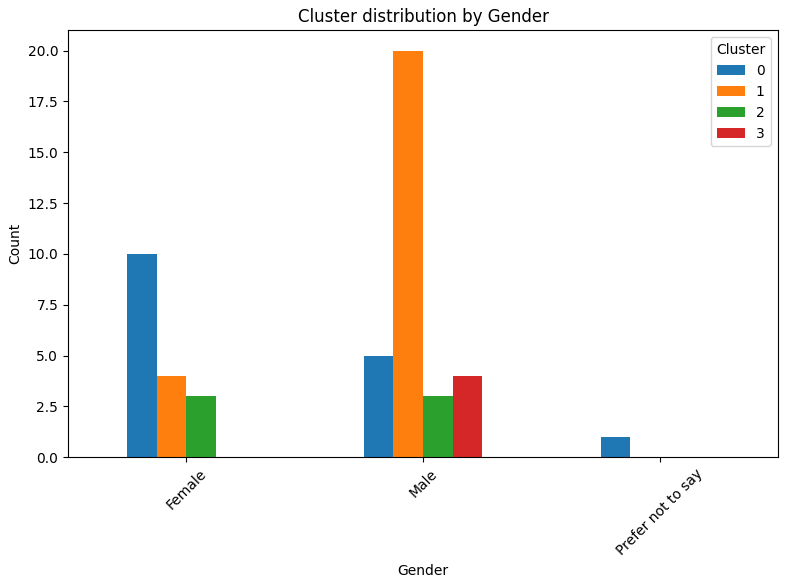 Cluster distribution by Gender
Cluster
0
1
2
3
20.0
17.5
15.0
12.5
10.0
7.5
5.0
2.5
0.0
Count
Female
Male
Prefer not to say
Gender